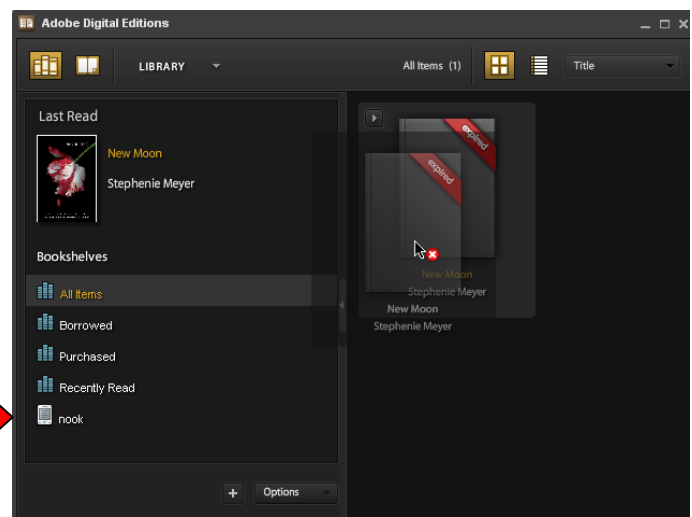 Adobe Digital Editions
LIBRARY
All Items (1)
Title
Last Read
New Moon
Stephenie Meyer
Bookshelves
All Items
Borrowed
Purchased
Recently Read
nook
Options
expired
expired
New Moon
Stephenie Meyer
New Moon
Stephenie Meyer